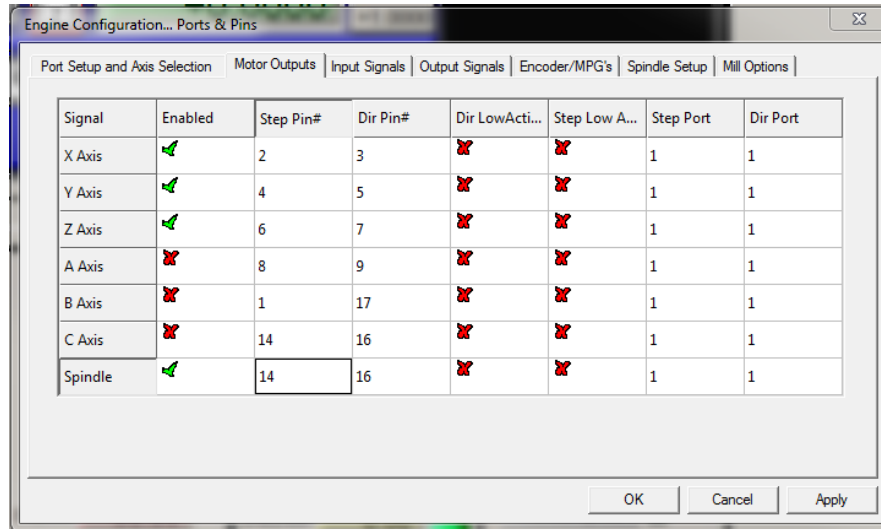 Engine Configuration... Ports & Pins
Port Setup and Axis Selection Motor Outputs Input Signals Output Signals Encoder/MPG's Spindle Setup Mill Options
Signal Enabled Step Pin# Dir Pin# Dir LowActi... Step Low A... Step Port Dir Port
X Axis 2 3 1 1
Y Axis 4 5 1 1
Z Axis 6 7 1 1
A Axis 8 9 1 1
B Axis 1 17 1 1
C Axis 14 16 1 1
Spindle 14 16 1 1
OK Cancel Apply